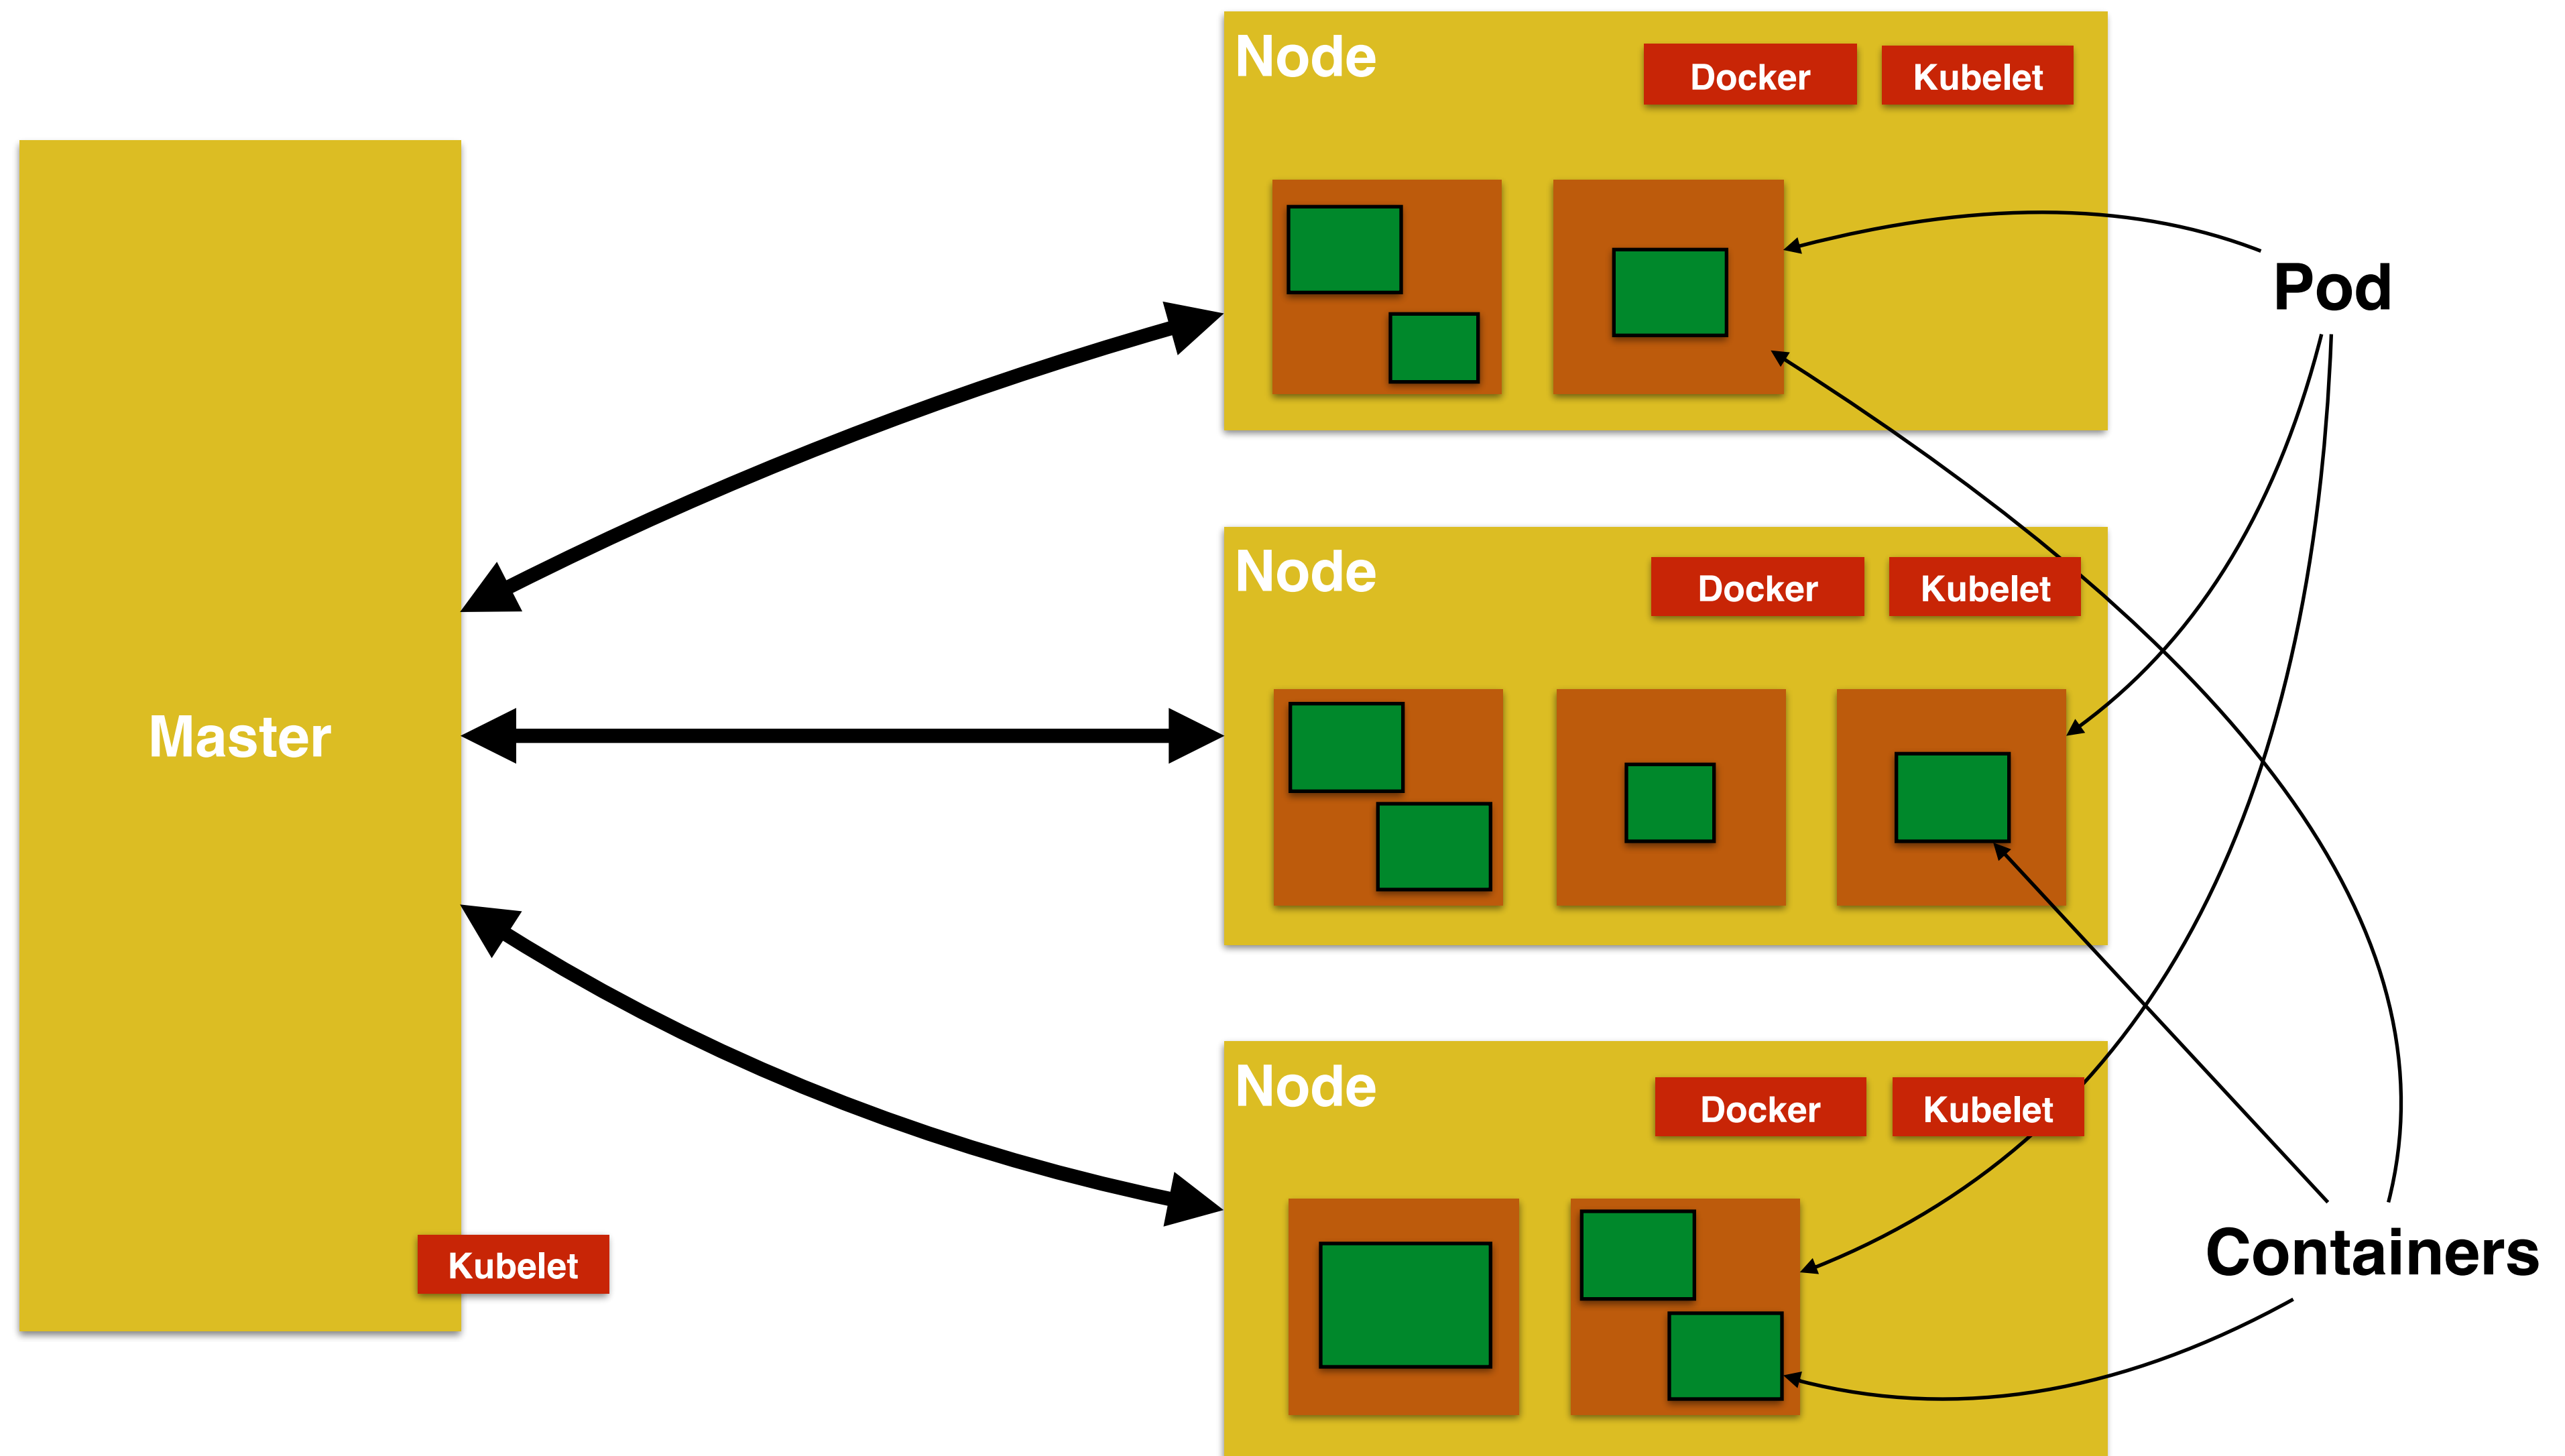 Node
Docker
Kubelet
Pod
Node
Docker
Kubelet
Master
Node
Docker
Kubelet
Containers
Kubelet